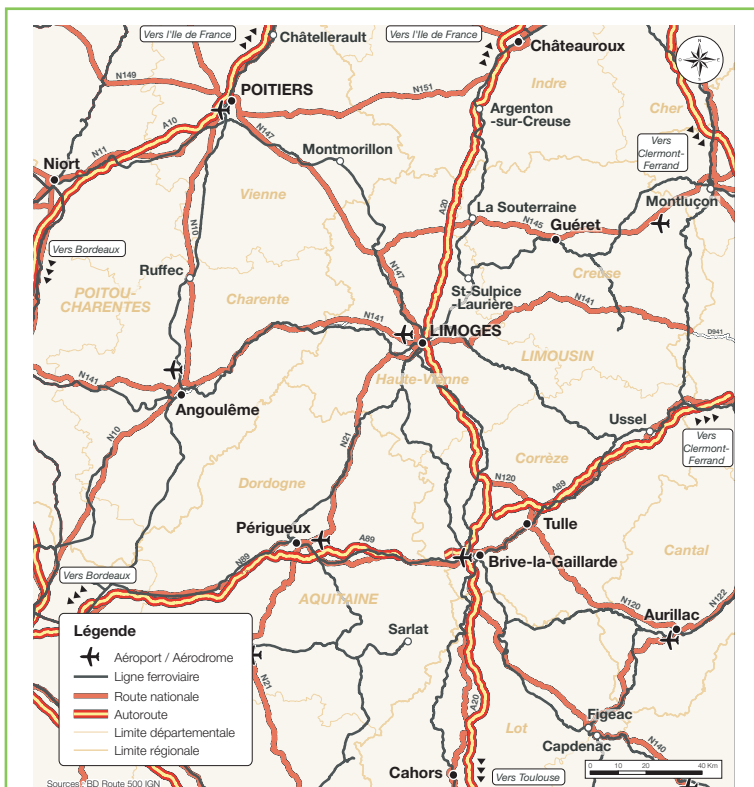 Vers l'Ile de France
Châtellerault
Vers l'Ile de France
Châteauroux
N
N149
POITIERS
N151
Indre
Cher
A10
Argenton
-sur-Creuse
N11
N147
Montmorillon
Vers
Clermont-
Ferrand
Niort
Vienne
A20
Montluçon
La Souterraine
N145
Guéret
N10
Vers Bordeaux
Ruffec
N147
Creuse
POITOU-
CHARENTES
Charente
St-Sulpice
-Laurière
N141
N141
LIMOGES
D941
LIMOUSIN
Haute-Vienne
N141
Angoulême
Ussel
N10
N21
Vers
Clermont-
Ferrand
Corrèze
Dordogne
N120
A89
Périgueux
A89
Tulle
N89
Brive-la-Gaillarde
Cantal
Vers Bordeaux
AQUITAINE
N120
N122
Aurillac
Sarlat
Légende
Aéroport / Aérodrome
Ligne ferroviaire
Route nationale
Autoroute
Limite départementale
Limite régionale
N21
A20
Lot
Figeac
Capdenac
N140
Cahors
Vers Toulouse
0 10 20 40 Km
Sources : BD Route 500 IGN